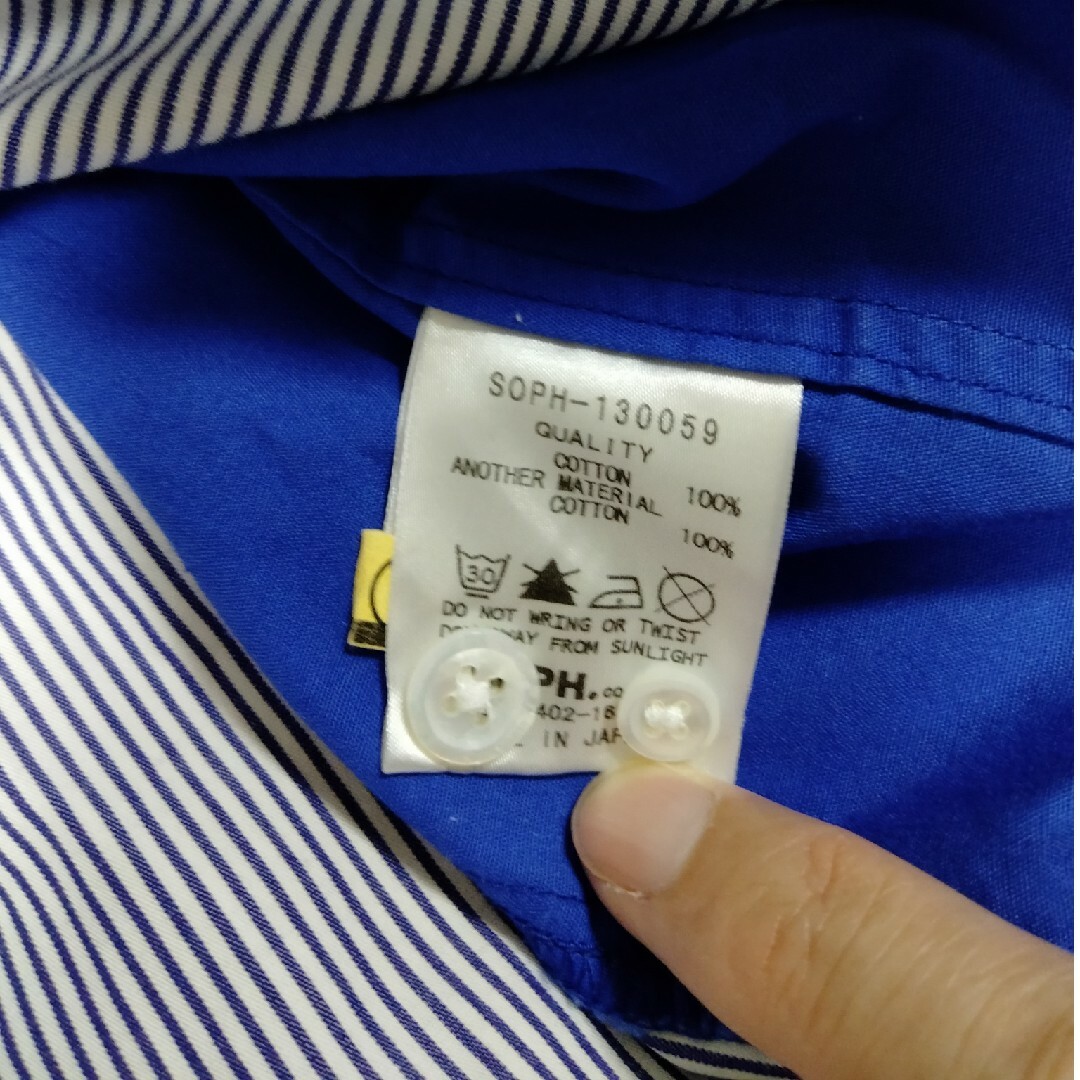 SOPH-130059
QUALITY
COTTON 100%
ANOTHER MATERIAL
COTTON 100%
30
DO NOT WRING OR TWIST
AWAY FROM SUNLIGHT
PH.co
402-16
IN JAP